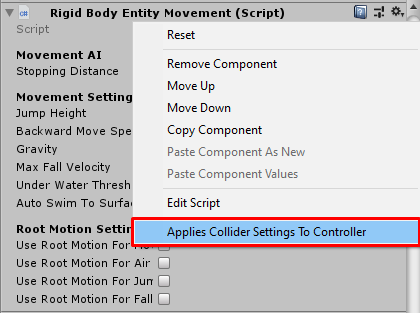 Rigid Body Entity Movement (Script)
Script
Reset
Movement AI
Stopping Distance
Remove Component
Movement Setting
Move Up
Jump Height
Move Down
Backward Move Spe
Copy Component
Gravity
Paste Component As New
Max Fall Velocity
Paste Component Values
Under Water Thresh
Auto Swim To Surfa
Edit Script
Root Motion Settin
Applies Collider Settings To Controller
Use Root Motion For
Use Root Motion For Air
Use Root Motion For Jum
Use Root Motion For Fall